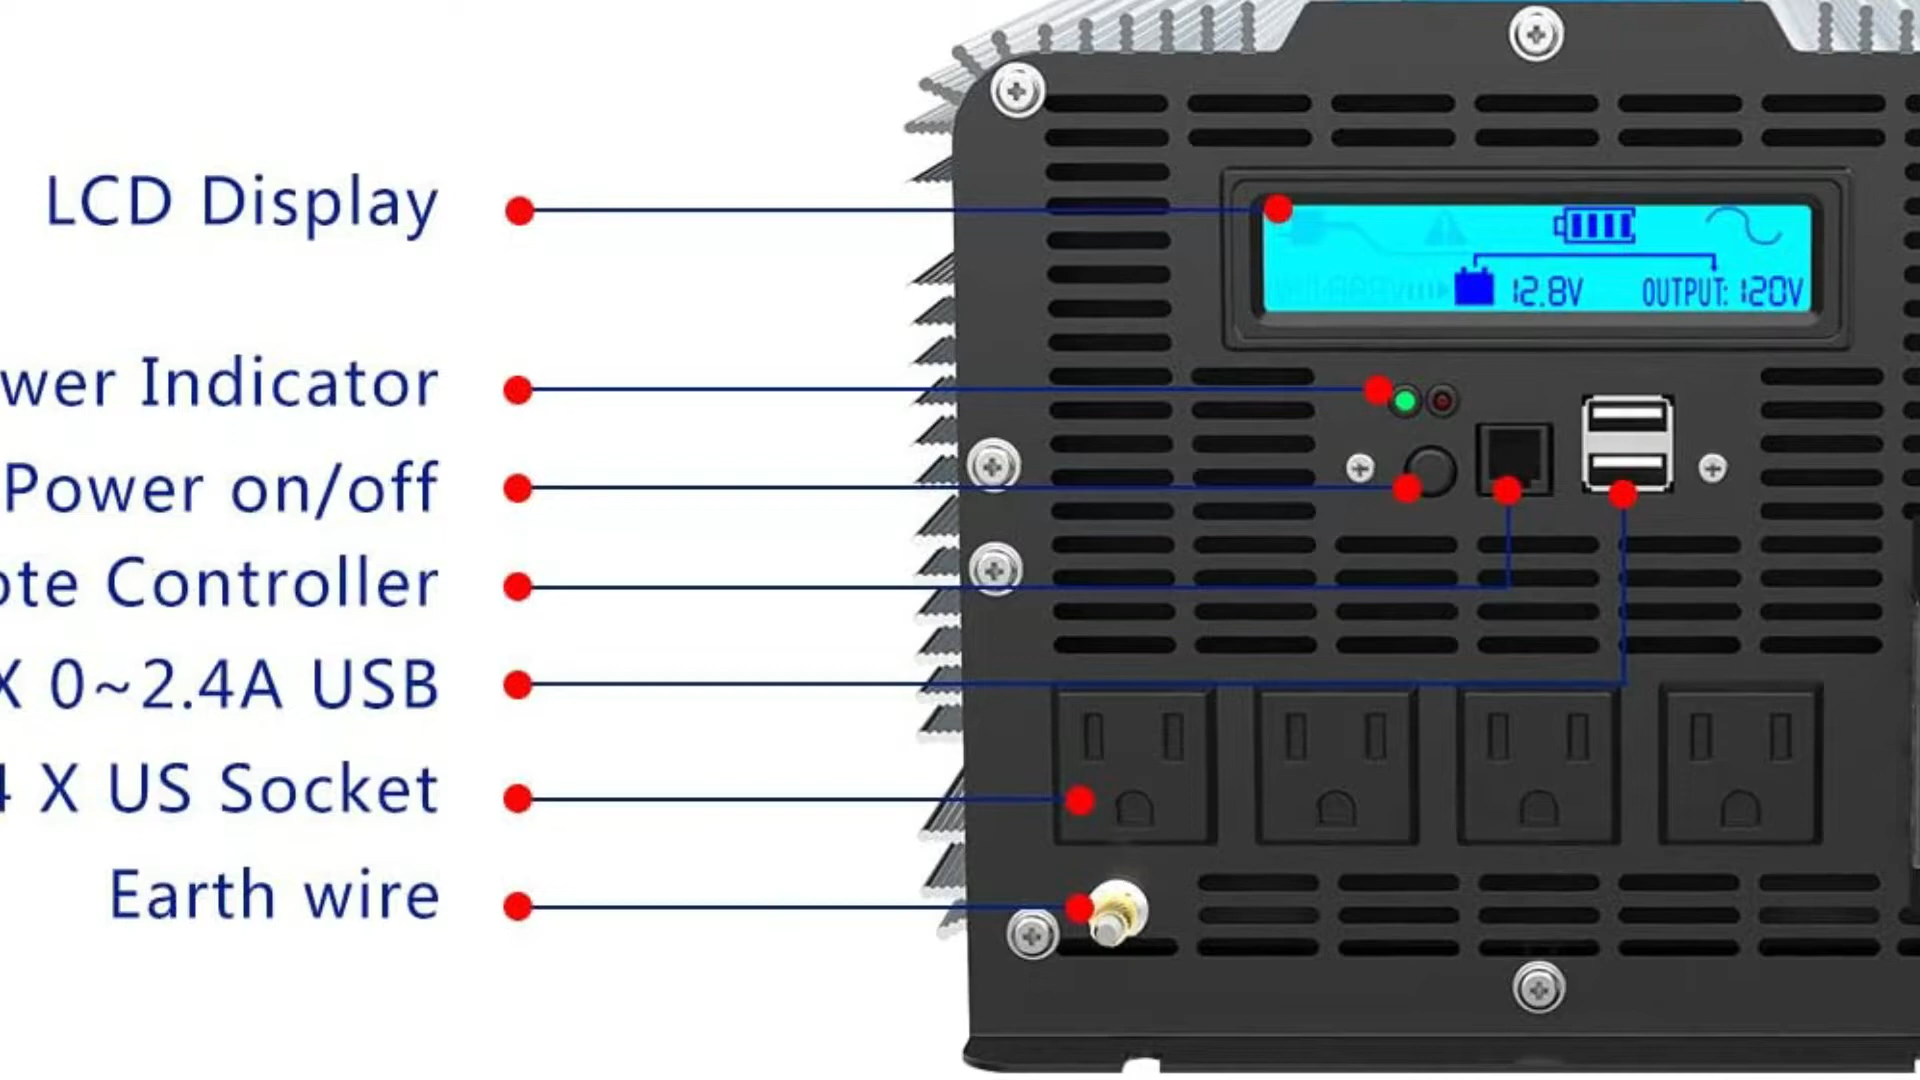 LCD Display
12.8V
OUTPUT: 120V
wer Indicator
Power on/off
ote Controller
X 0~2.4A USB
4 X US Socket
Earth wire